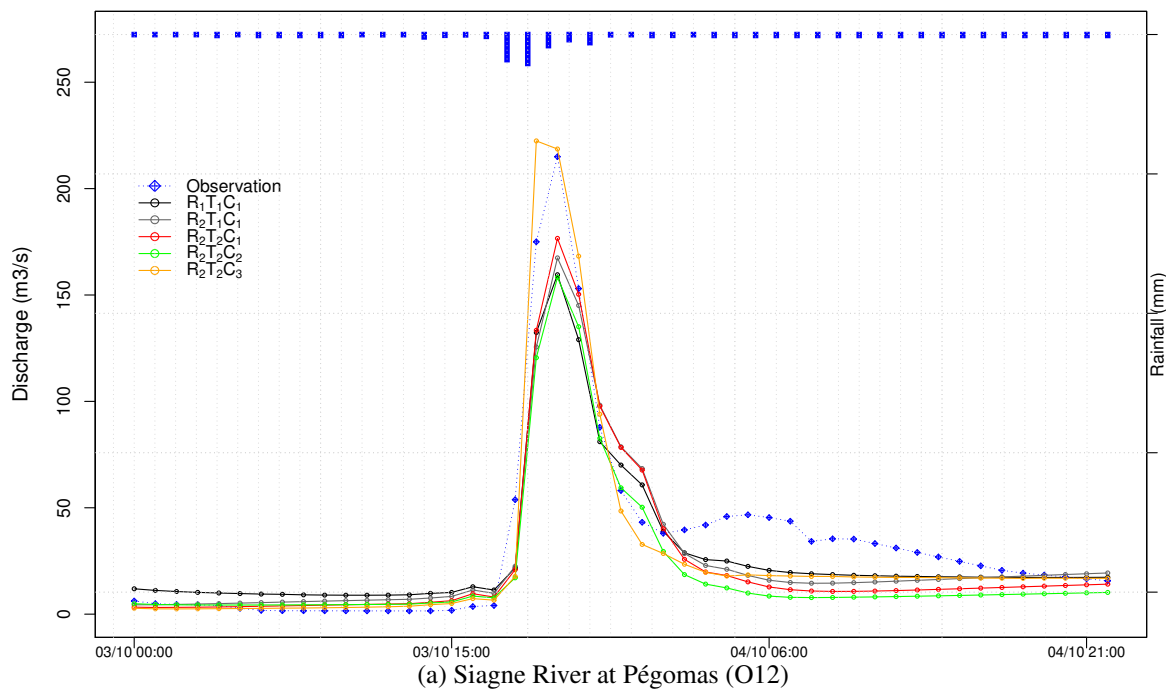 250
200
150
100
50
0
Discharge (m3/s)
Rainfall (mm)
Observation
R₁T₁C₁
R₂T₁C₁
R₂T₂C₁
R₂T₂C₂
R₂T₂C₃
03/10 00:00 03/10 15:00 04/10 06:00 04/10 21:00
(a) Siagne River at Pégomas (O12)